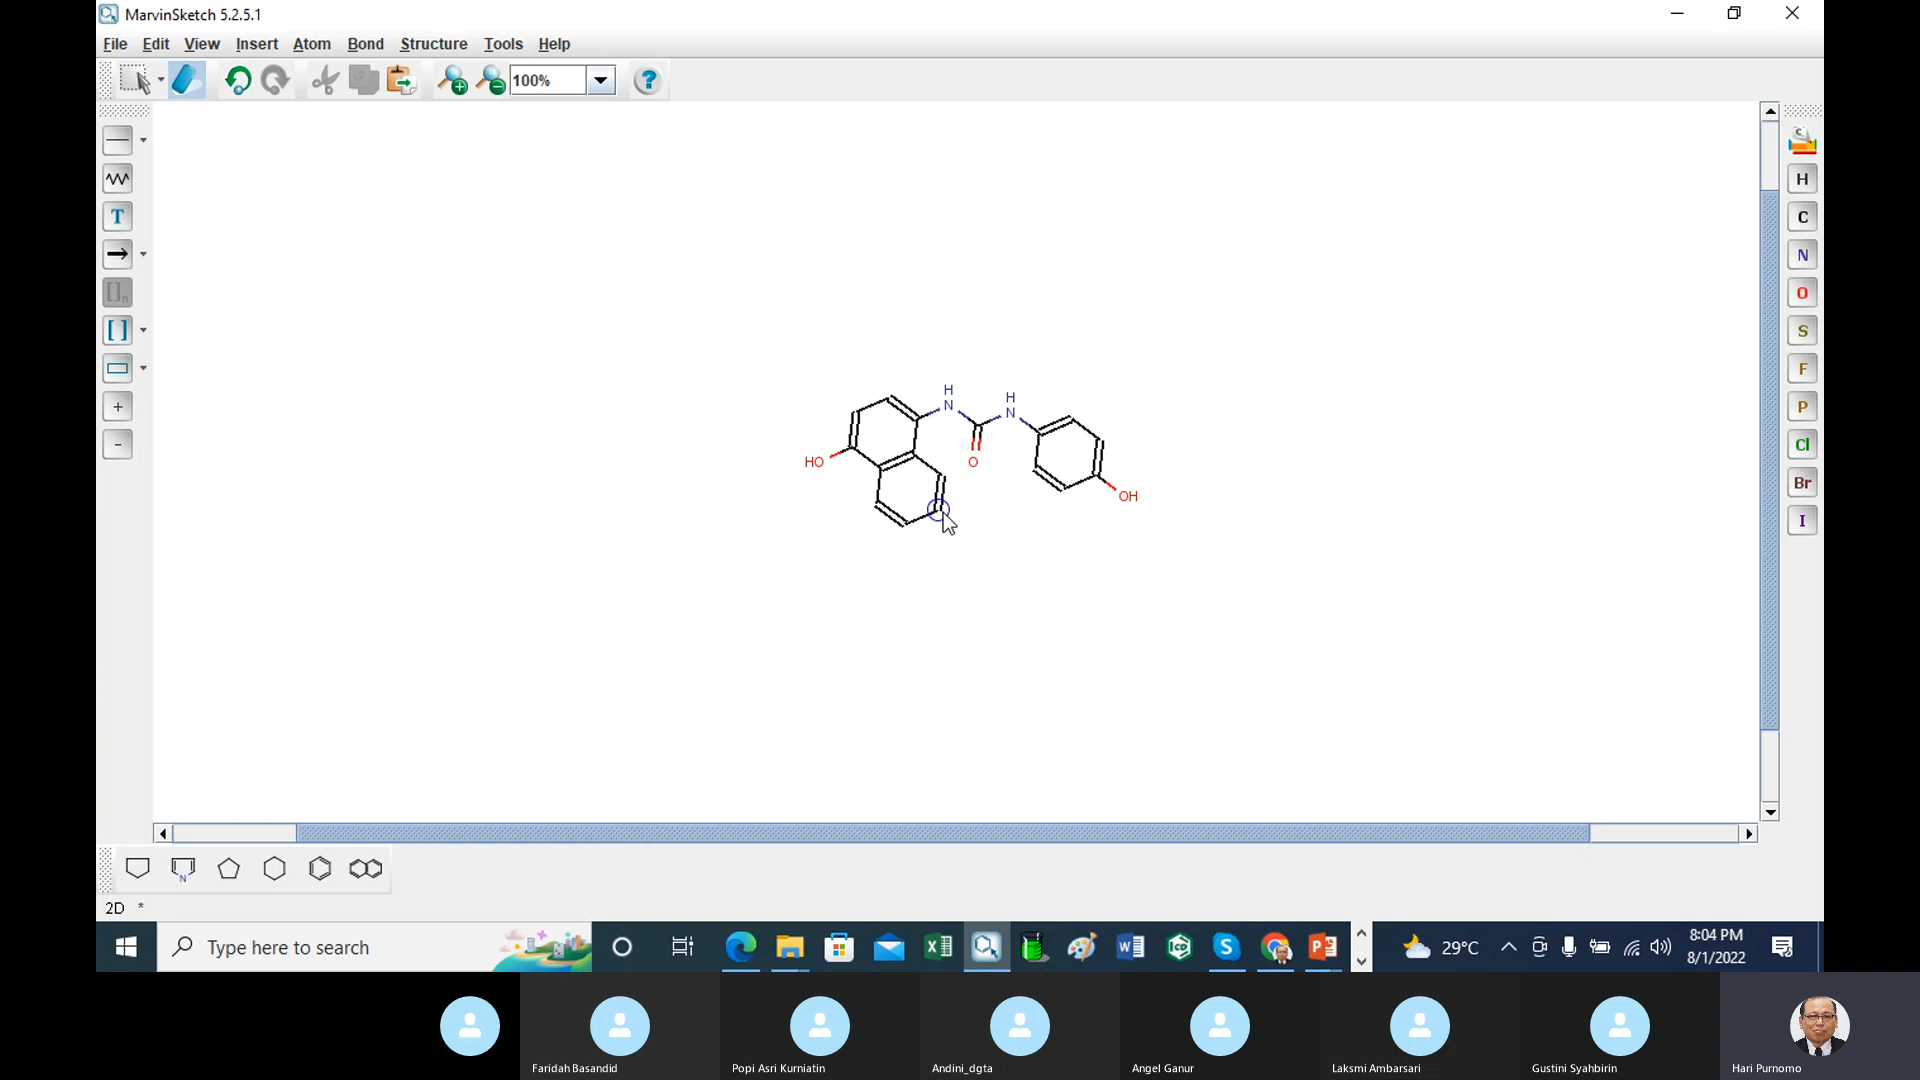 MarvinSketch 5.2.5.1
File Edit View Insert Atom Bond Structure Tools Help
100%
?
T
[ ]n
[ ]
+
-
H
C
N
O
S
F
P
Cl
Br
I
H
N
H
N
O
HO
OH
N
2D *
Type here to search
29°C
8:04 PM
8/1/2022
Faridah Basandid
Popi Asri Kurniatin
Andini_dgta
Angel Ganur
Laksmi Ambarsari
Gustini Syahbirin
Hari Purnomo